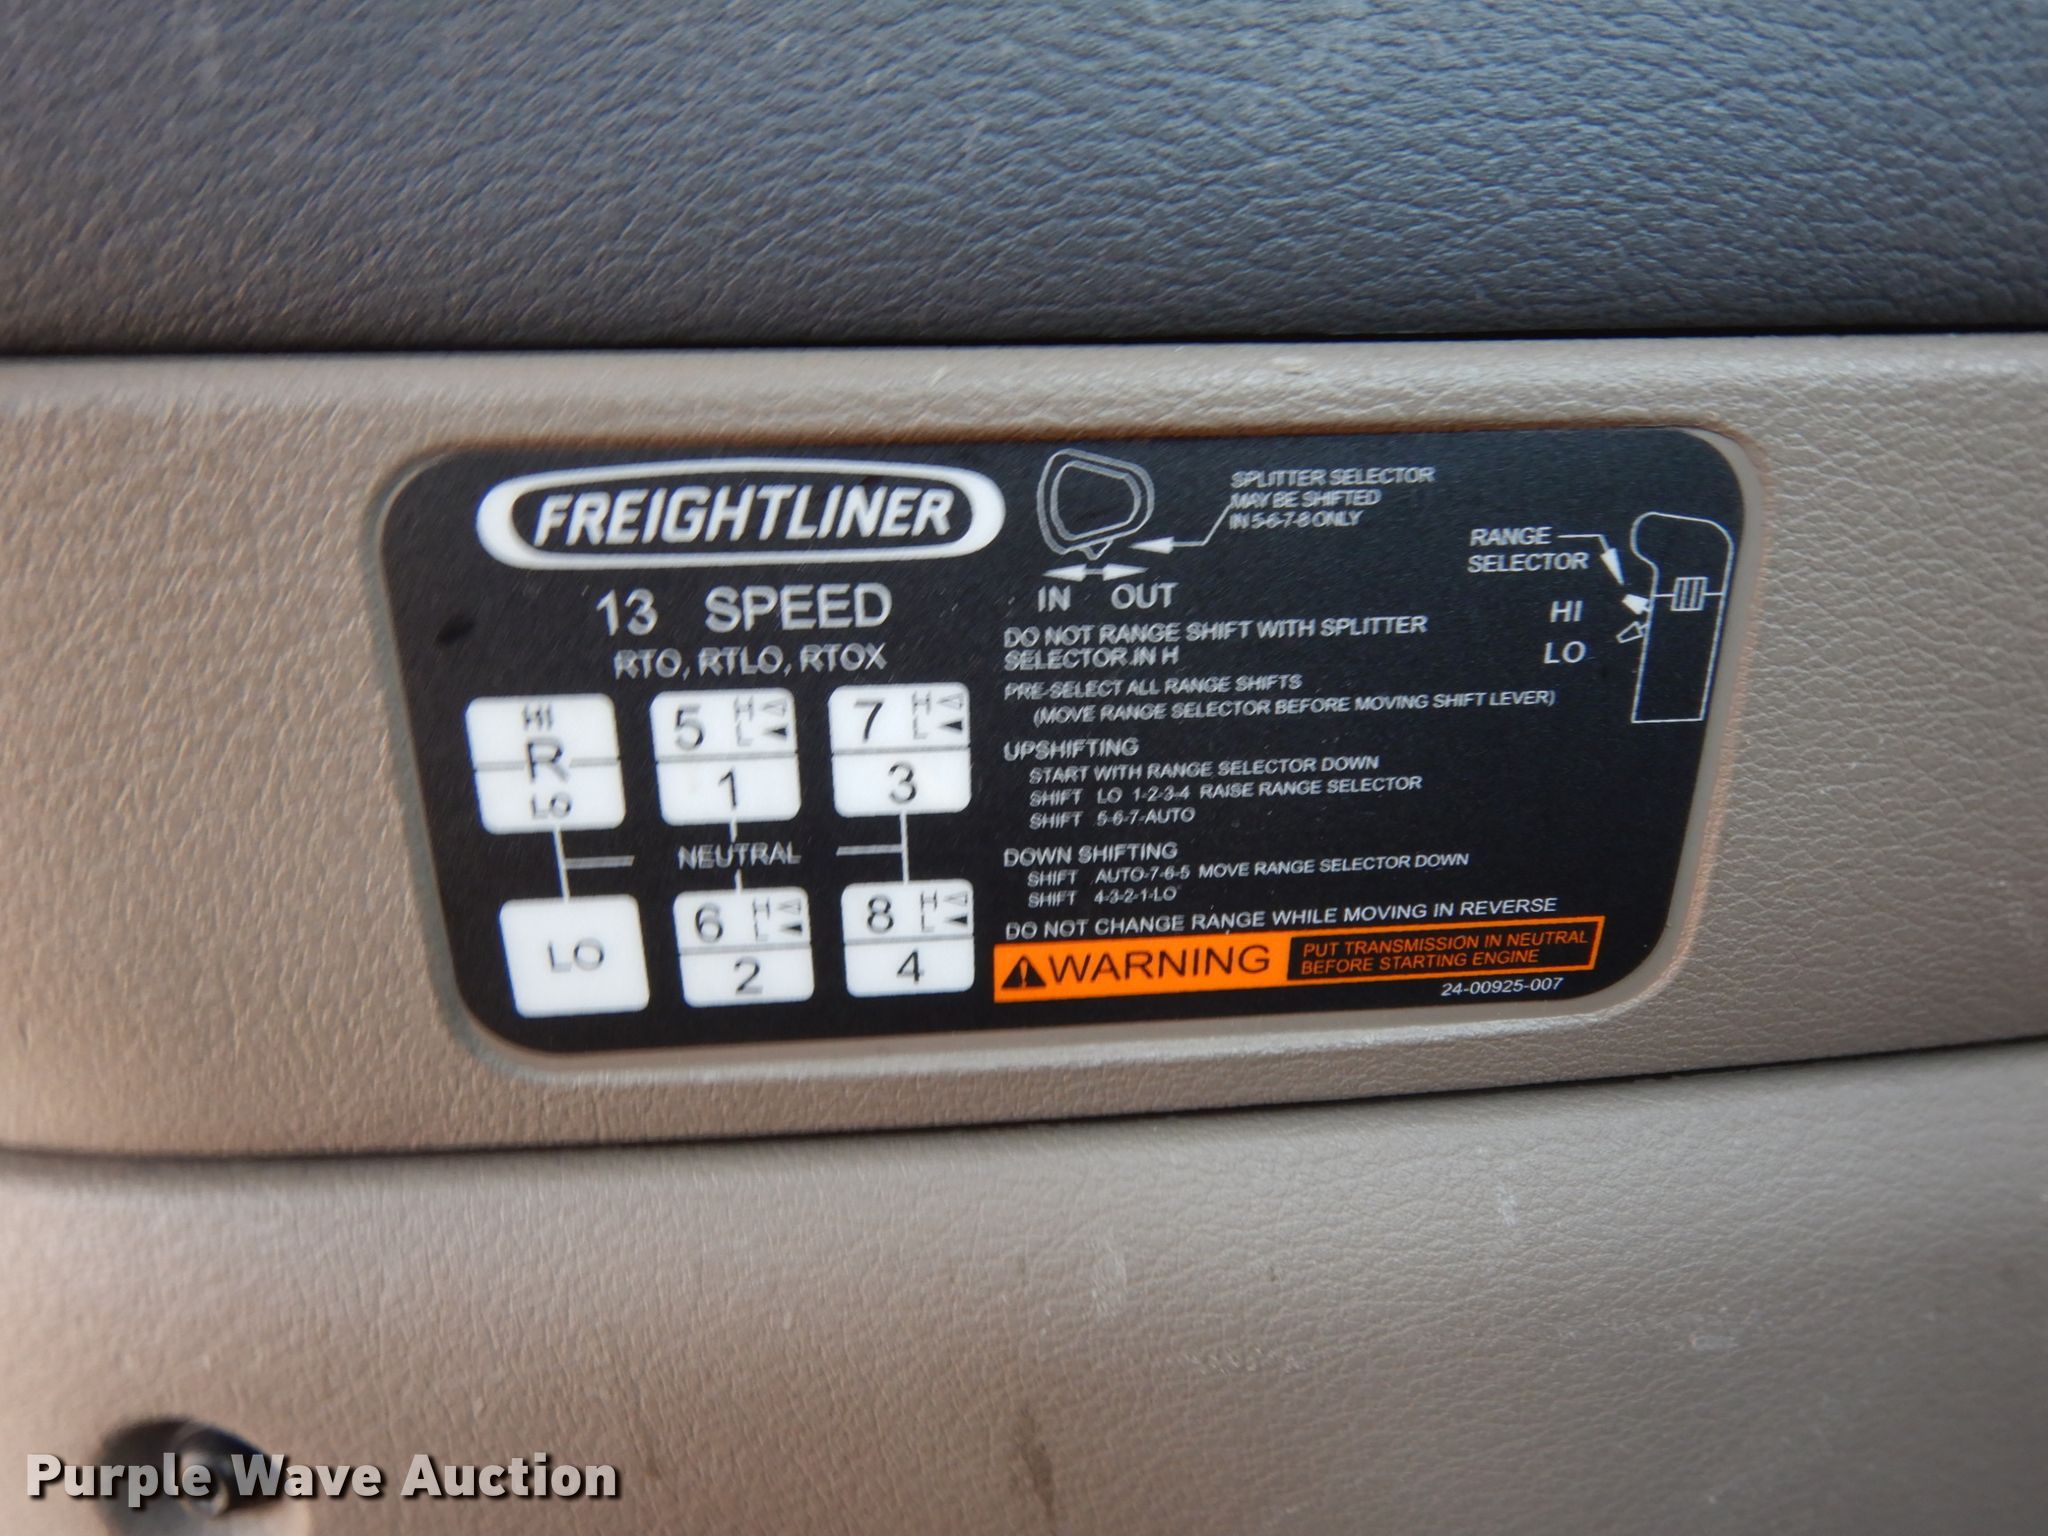 FREIGHTLINER
13 SPEED
RTO, RTLO, RTOX
HI
R
LO
5 H
L
1
7 H
L
3
NEUTRAL
LO
6 H
L
2
8 H
L
4
SPLITTER SELECTOR
MAY BE SHIFTED
IN 5-6-7-8 ONLY
IN OUT
RANGE
SELECTOR
HI
LO
DO NOT RANGE SHIFT WITH SPLITTER
SELECTOR IN H
PRE-SELECT ALL RANGE SHIFTS
(MOVE RANGE SELECTOR BEFORE MOVING SHIFT LEVER)
UPSHIFTING
START WITH RANGE SELECTOR DOWN
SHIFT LO 1-2-3-4 RAISE RANGE SELECTOR
SHIFT 5-6-7-AUTO
DOWN SHIFTING
SHIFT AUTO-7-6-5 MOVE RANGE SELECTOR DOWN
SHIFT 4-3-2-1-LO
DO NOT CHANGE RANGE WHILE MOVING IN REVERSE
WARNING
PUT TRANSMISSION IN NEUTRAL
BEFORE STARTING ENGINE
24-00925-007
Purple Wave Auction